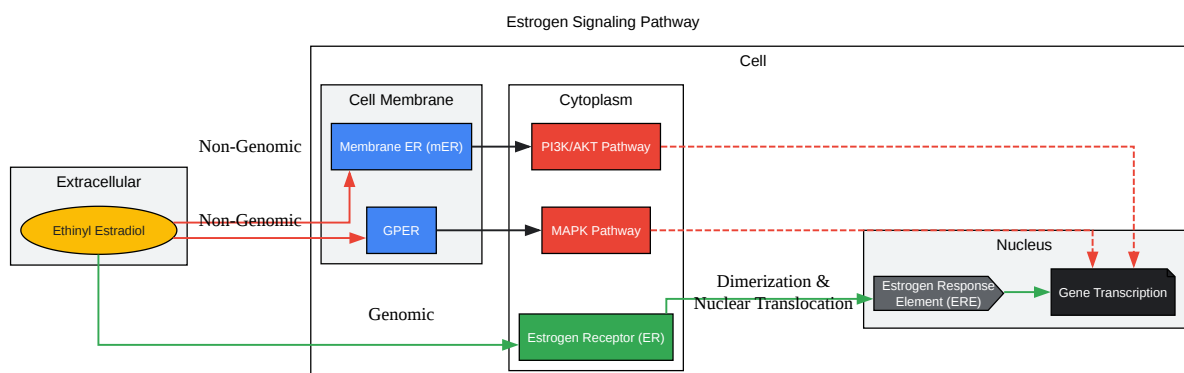 Estrogen Signaling Pathway
Cell
Cell Membrane
Cytoplasm
Non-Genomic
Membrane ER (mER)
PI3K/AKT Pathway
Extracellular
Ethinyl Estradiol
Non-Genomic
GPER
MAPK Pathway
Nucleus
Dimerization &
Nuclear Translocation
Estrogen Response
Element (ERE)
Gene Transcription
Genomic
Estrogen Receptor (ER)